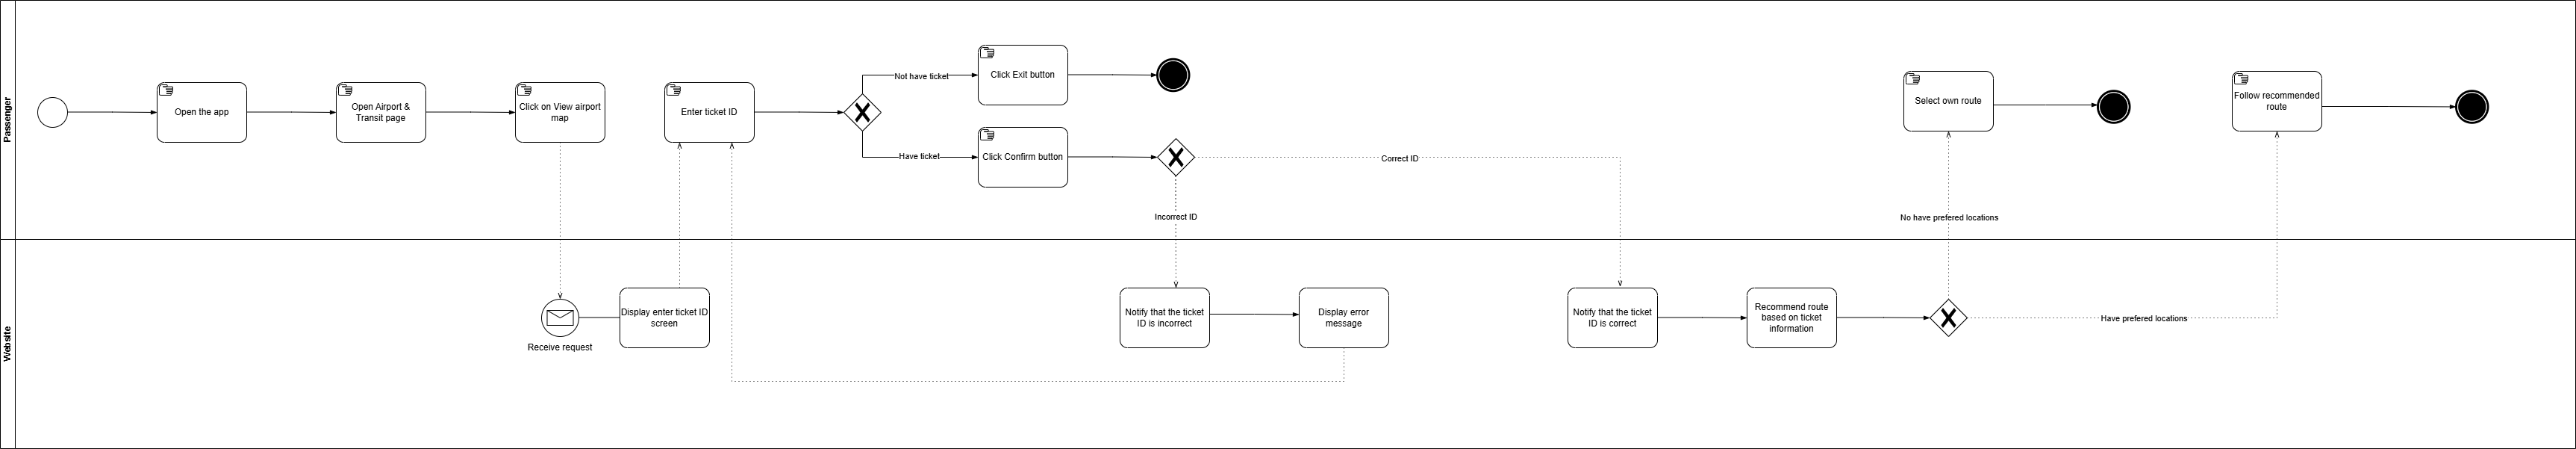 Passenger
Open the app
Open Airport &
Transit page
Click on View airport
map
Enter ticket ID
Not have ticket
Click Exit button
Have ticket
Click Confirm button
Correct ID
Incorrect ID
Select own route
Follow recommended
route
No have prefered locations
Website
Receive request
Display enter ticket ID
screen
Notify that the ticket
ID is incorrect
Display error
message
Notify that the ticket
ID is correct
Recommend route
based on ticket
information
Have prefered locations